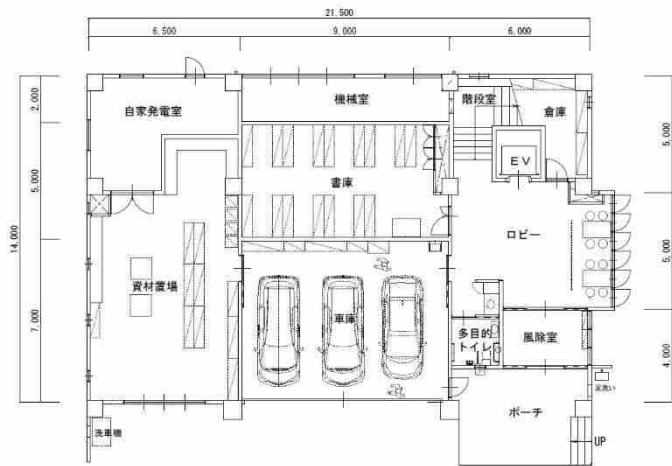 21.500
6,500
9,000
6,000
2,000
5,000
7,000
14,000
自家発電室
機械室
階段室
倉庫
EV
書庫
ロビー
資材置場
車庫
多目的
トイレ
風除室
ポーチ
足洗い
洗車機
UP
5,000
5,000
4,000